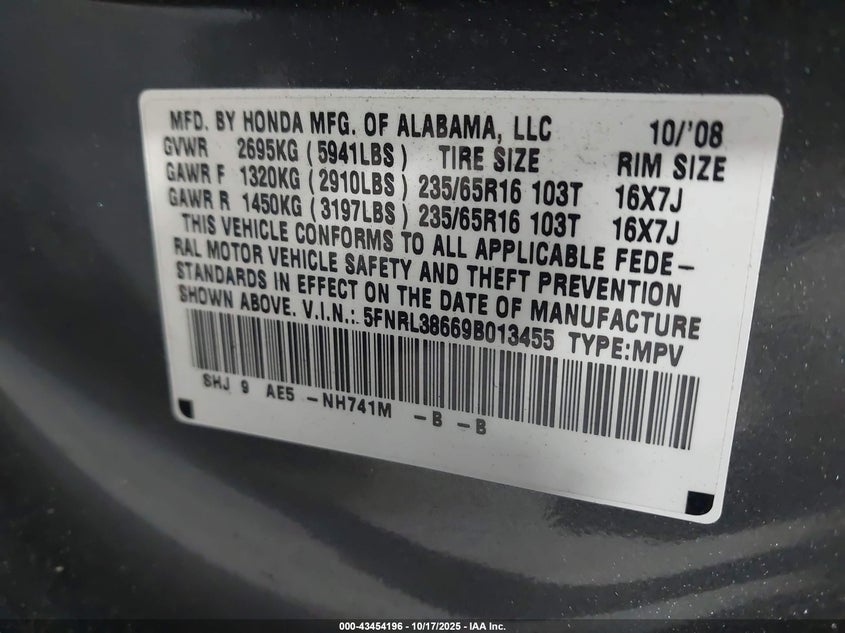 MFD. BY HONDA MFG. OF ALABAMA, LLC 10/'08
GVWR 2695KG (5941LBS) TIRE SIZE RIM SIZE
GAWR F 1320KG (2910LBS) 235/65R16 103T 16X7J
GAWR R 1450KG (3197LBS) 235/65R16 103T 16X7J
THIS VEHICLE CONFORMS TO ALL APPLICABLE FEDE-
RAL MOTOR VEHICLE SAFETY AND THEFT PREVENTION
STANDARDS IN EFFECT ON THE DATE OF MANUFACTURE
SHOWN ABOVE. V.I.N.: 5FNRL38669B013455 TYPE:MPV
SHJ 9 AE5 -NH741M -B -B
000-43454196 | 10/17/2025 - IAA Inc.